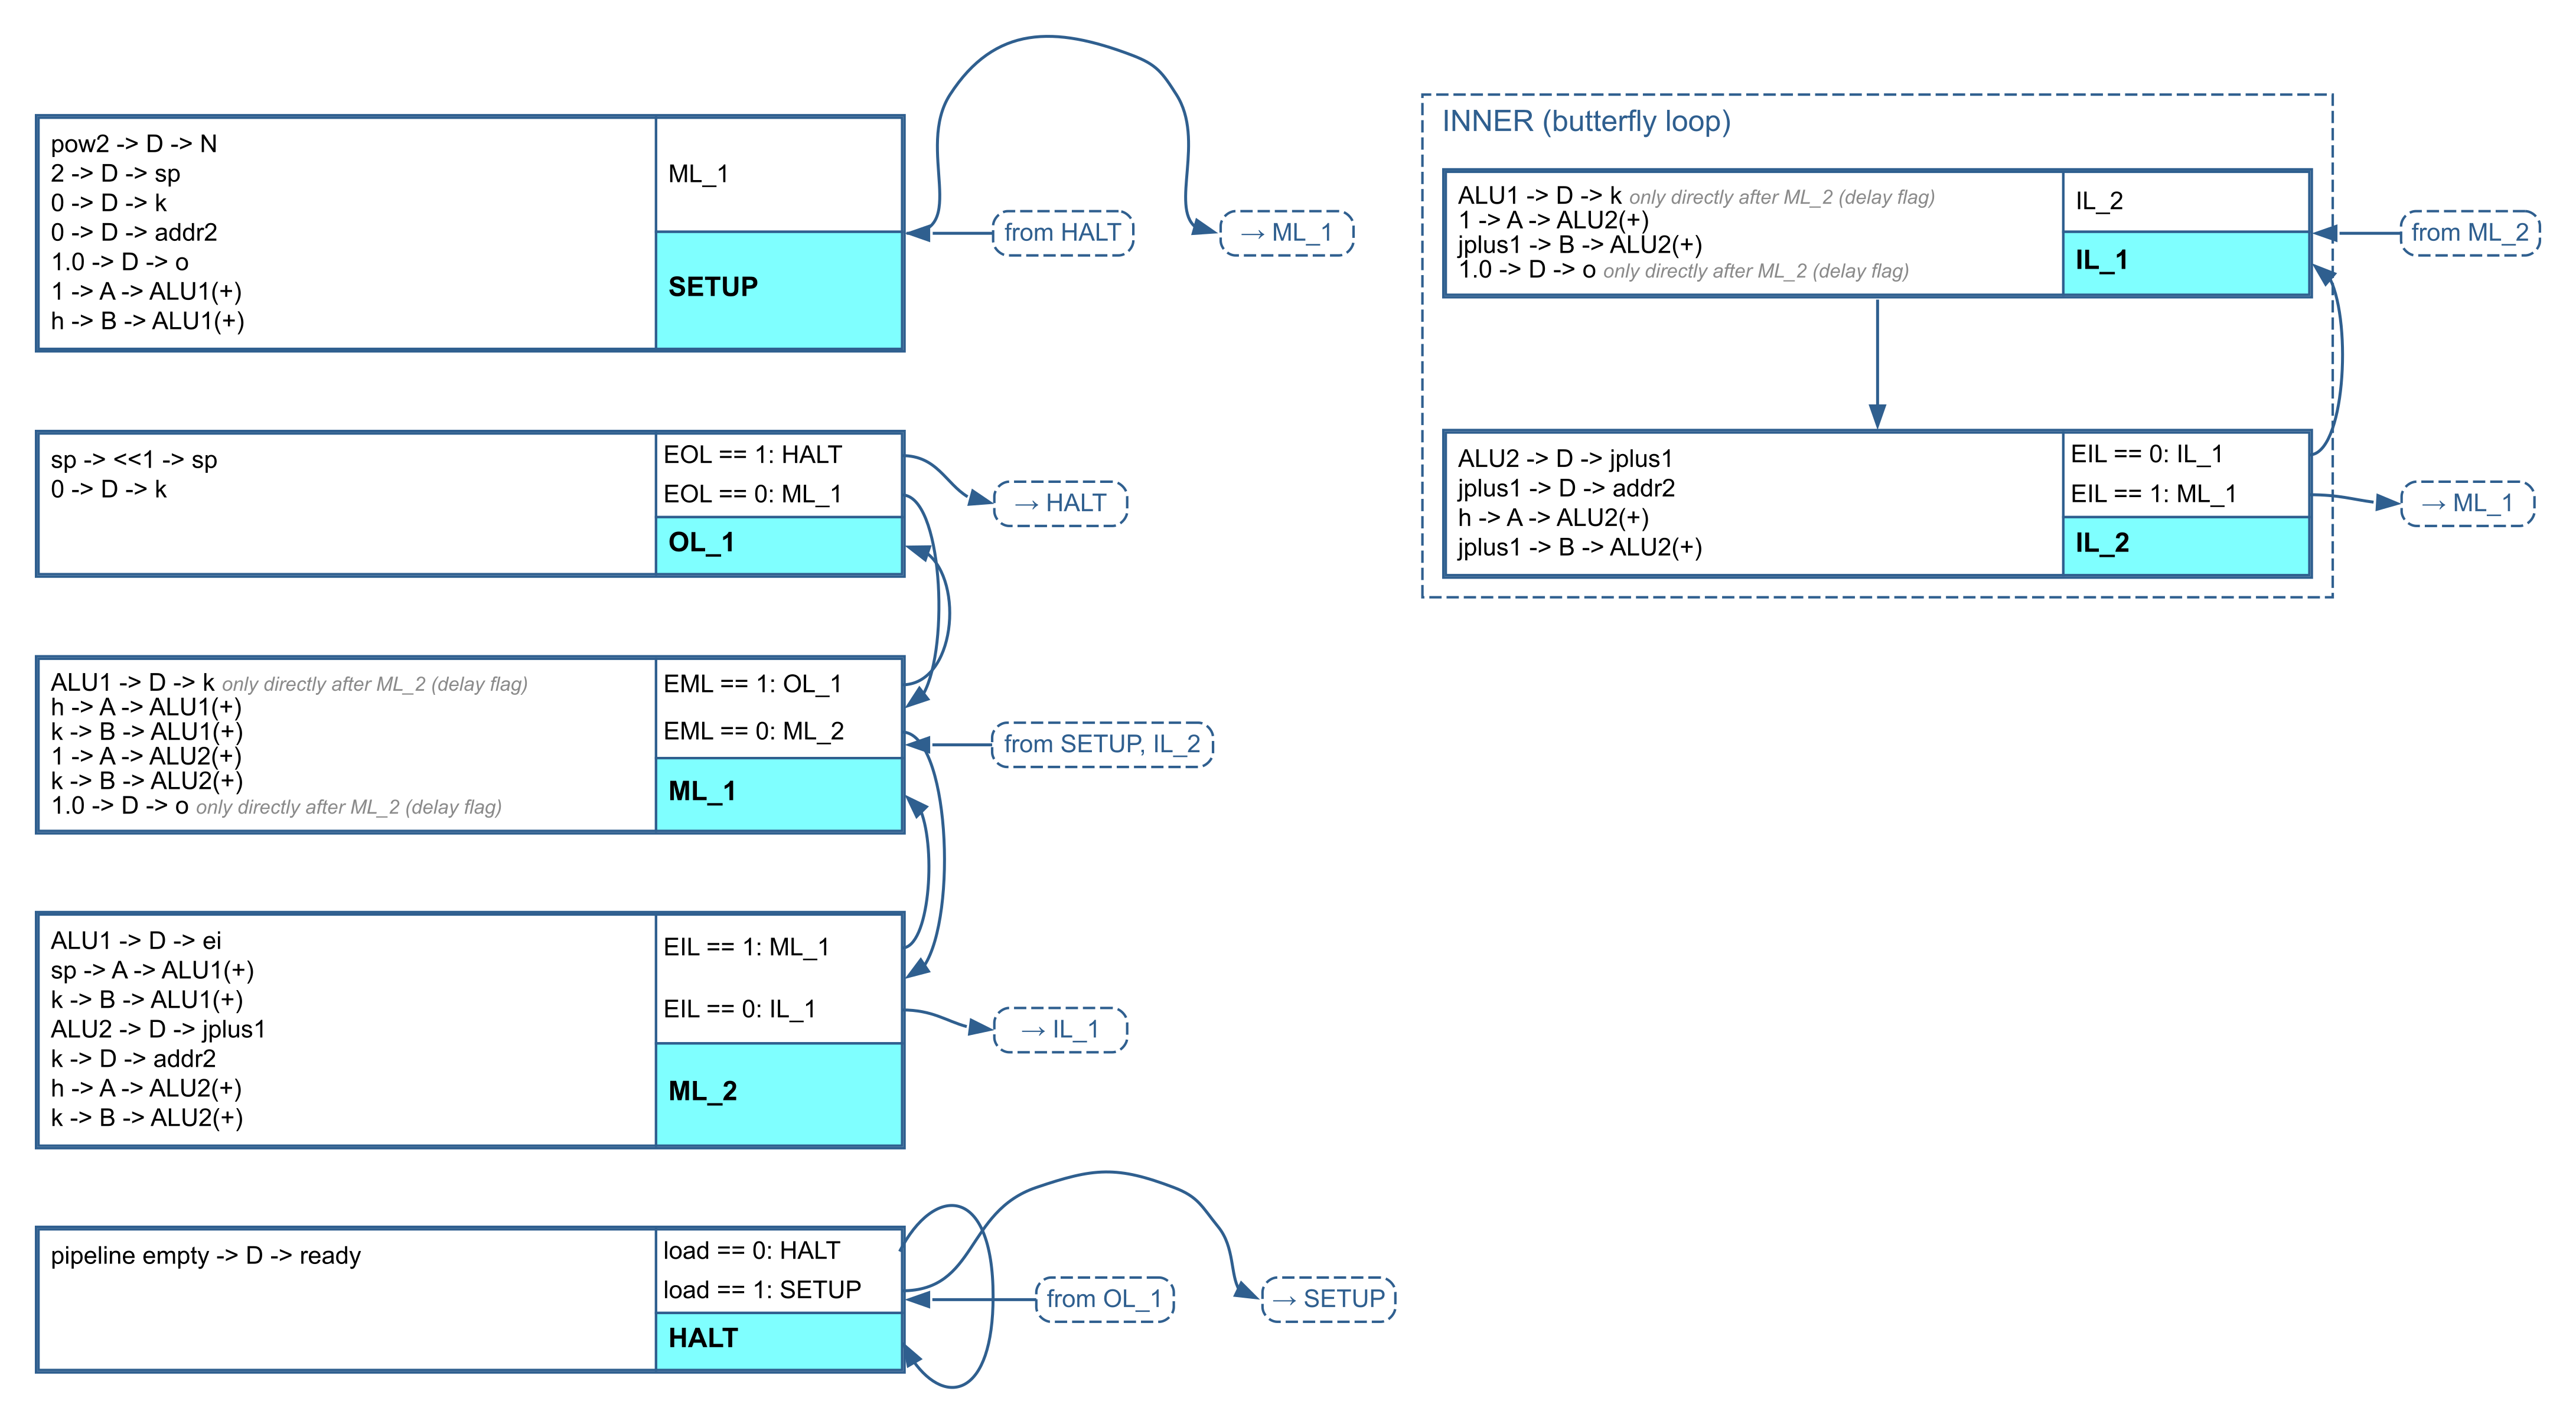 pow2 -> D -> N
2 -> D -> sp
0 -> D -> k
0 -> D -> addr2
1.0 -> D -> o
1 -> A -> ALU1(+)
h -> B -> ALU1(+)
ML_1
SETUP
from HALT
→ ML_1
sp -> <<1 -> sp
0 -> D -> k
EOL == 1: HALT
EOL == 0: ML_1
OL_1
→ HALT
ALU1 -> D -> k only directly after ML_2 (delay flag)
h -> A -> ALU1(+)
k -> B -> ALU1(+)
1 -> A -> ALU2(+)
k -> B -> ALU2(+)
1.0 -> D -> o only directly after ML_2 (delay flag)
EML == 1: OL_1
EML == 0: ML_2
ML_1
from SETUP, IL_2
ALU1 -> D -> ei
sp -> A -> ALU1(+)
k -> B -> ALU1(+)
ALU2 -> D -> jplus1
k -> D -> addr2
h -> A -> ALU2(+)
k -> B -> ALU2(+)
EIL == 1: ML_1
EIL == 0: IL_1
ML_2
→ IL_1
pipeline empty -> D -> ready
load == 0: HALT
load == 1: SETUP
HALT
from OL_1
→ SETUP
INNER (butterfly loop)
ALU1 -> D -> k only directly after ML_2 (delay flag)
1 -> A -> ALU2(+)
jplus1 -> B -> ALU2(+)
1.0 -> D -> o only directly after ML_2 (delay flag)
IL_2
IL_1
from ML_2
ALU2 -> D -> jplus1
jplus1 -> D -> addr2
h -> A -> ALU2(+)
jplus1 -> B -> ALU2(+)
EIL == 0: IL_1
EIL == 1: ML_1
IL_2
→ ML_1